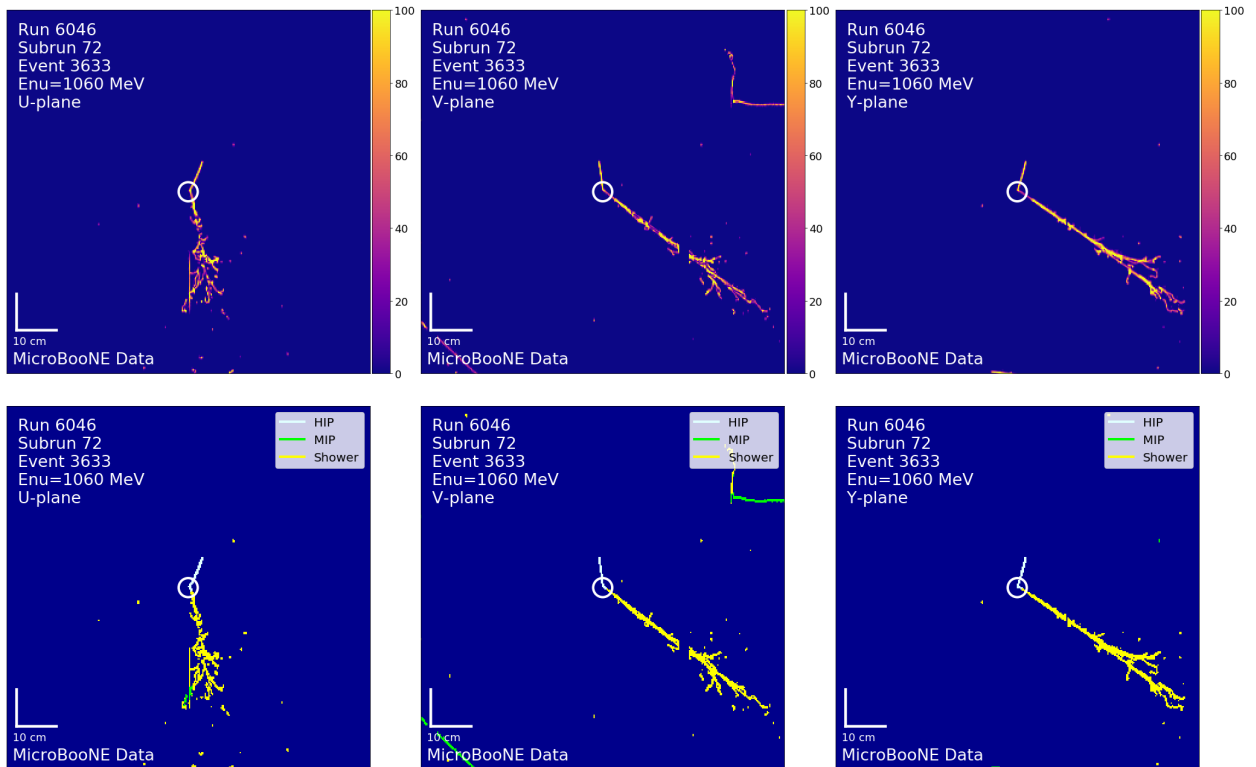 Run 6046
Subrun 72
Event 3633
Enu=1060 MeV
U-plane
10 cm
MicroBooNE Data
100
80
60
40
20
0
Run 6046
Subrun 72
Event 3633
Enu=1060 MeV
V-plane
10 cm
MicroBooNE Data
100
80
60
40
20
0
Run 6046
Subrun 72
Event 3633
Enu=1060 MeV
Y-plane
10 cm
MicroBooNE Data
100
80
60
40
20
0
Run 6046
Subrun 72
Event 3633
Enu=1060 MeV
U-plane
HIP
MIP
Shower
10 cm
MicroBooNE Data
Run 6046
Subrun 72
Event 3633
Enu=1060 MeV
V-plane
HIP
MIP
Shower
10 cm
MicroBooNE Data
Run 6046
Subrun 72
Event 3633
Enu=1060 MeV
Y-plane
HIP
MIP
Shower
10 cm
MicroBooNE Data